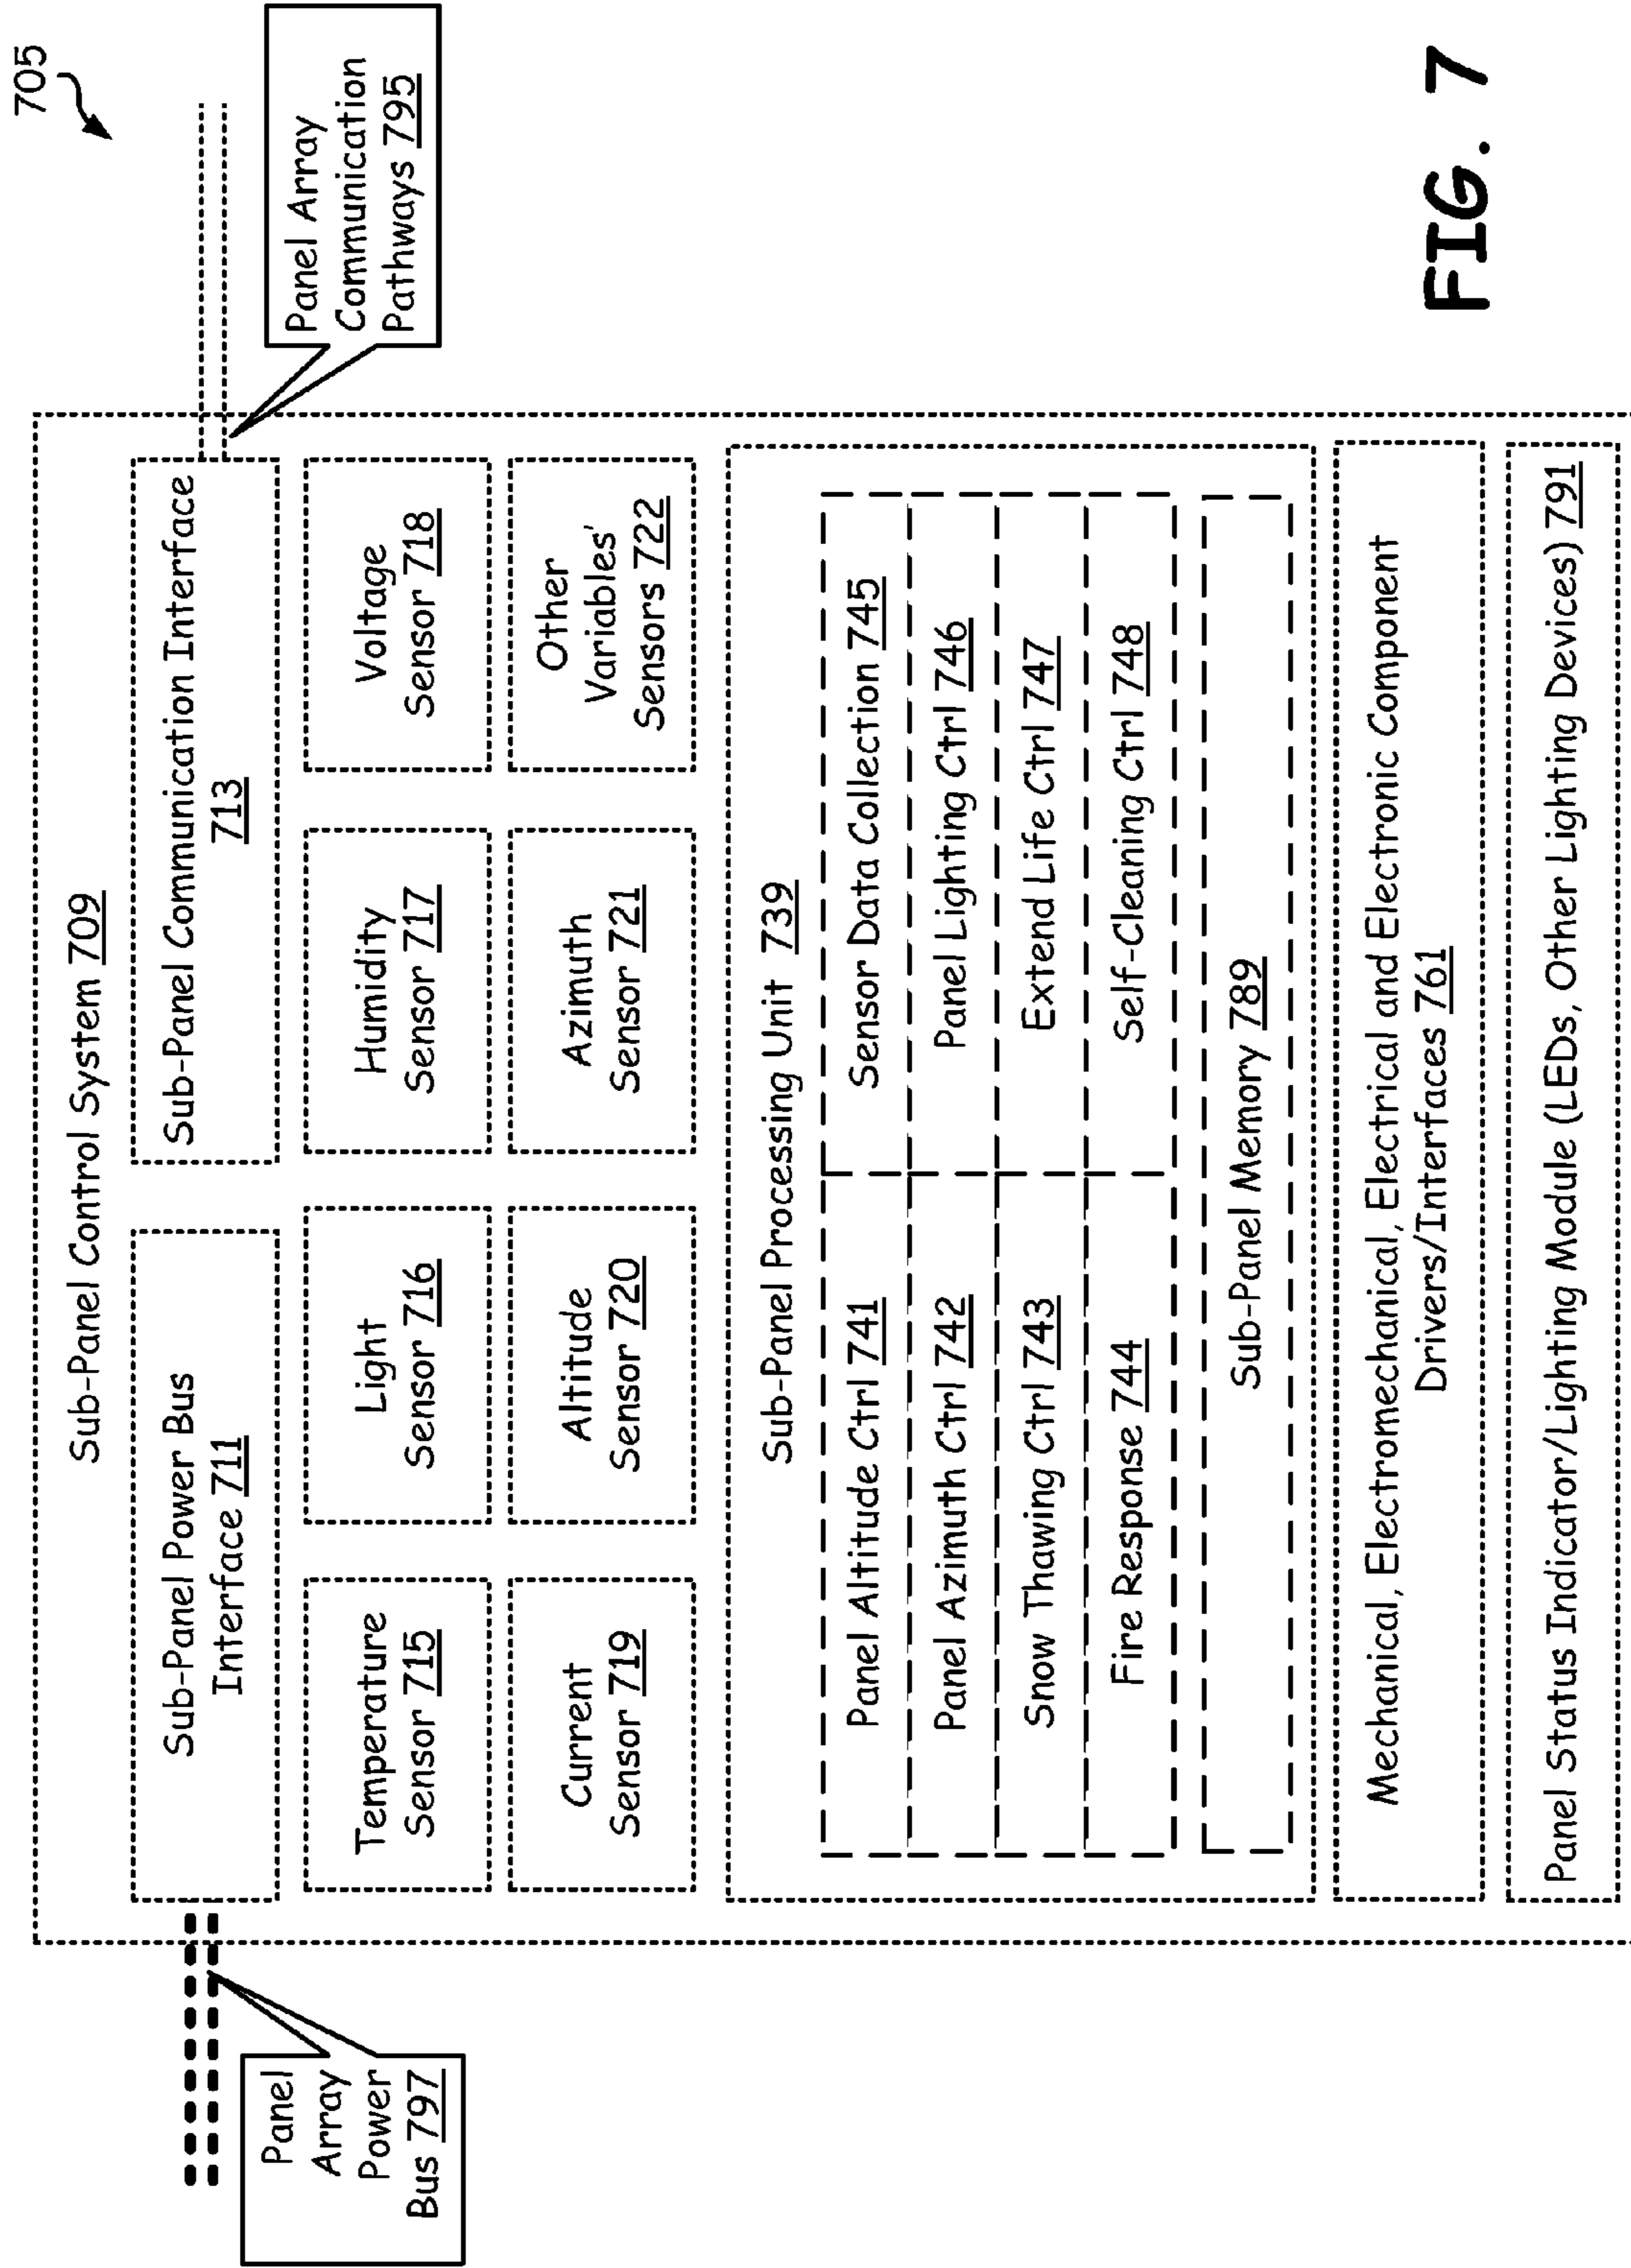 705
Sub-Panel Control System 709
Sub-Panel Power Bus
Interface 711
Sub-Panel Communication Interface
713
Panel Array
Communication
Pathways 795
Panel
Array
Power
Bus 797
Temperature
Sensor 715
Light
Sensor 716
Humidity
Sensor 717
Voltage
Sensor 718
Current
Sensor 719
Altitude
Sensor 720
Azimuth
Sensor 721
Other
Variables'
Sensors 722
Sub-Panel Processing Unit 739
Panel Altitude Ctrl 741
Sensor Data Collection 745
Panel Azimuth Ctrl 742
Panel Lighting Ctrl 746
Snow Thawing Ctrl 743
Extend Life Ctrl 747
Fire Response 744
Self-Cleaning Ctrl 748
Sub-Panel Memory 789
Mechanical, Electromechanical, Electrical and Electronic Component
Drivers/Interfaces 761
Panel Status Indicator/Lighting Module (LEDs, Other Lighting Devices) 791
FIG. 7